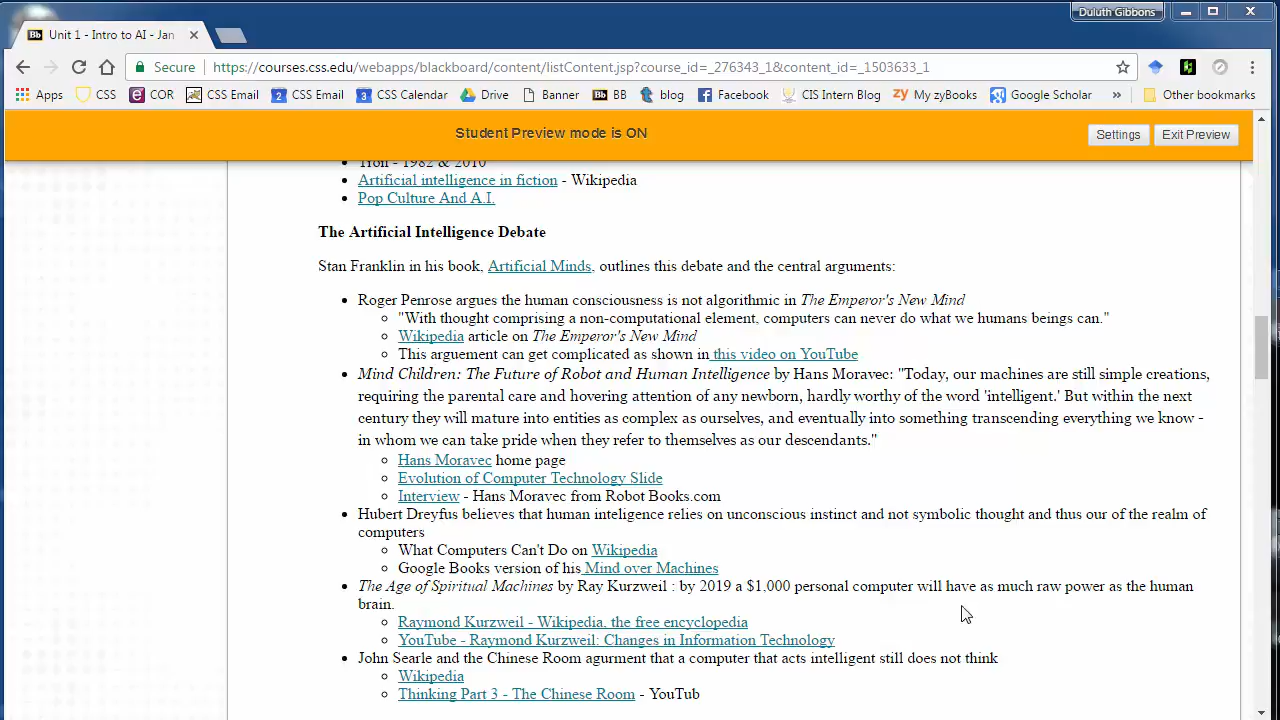 Duluth Gibbons
Bb Unit 1 - Intro to AI - Jan
Secure https://courses.css.edu/webapps/blackboard/content/listContent.jsp?course_id=_276343_1&content_id=_1503633_1
Apps CSS COR CSS Email 2 CSS Email 3 CSS Calendar Drive Banner Bb BB blog Facebook CIS Intern Blog zy My zyBooks Google Scholar » Other bookmarks
Student Preview mode is ON Settings Exit Preview
Tron - 1982 & 2010
Artificial intelligence in fiction - Wikipedia
Pop Culture And A.I.
The Artificial Intelligence Debate
Stan Franklin in his book, Artificial Minds, outlines this debate and the central arguments:
Roger Penrose argues the human consciousness is not algorithmic in The Emperor's New Mind
"With thought comprising a non-computational element, computers can never do what we humans beings can."
Wikipedia article on The Emperor's New Mind
This arguement can get complicated as shown in this video on YouTube
Mind Children: The Future of Robot and Human Intelligence by Hans Moravec: "Today, our machines are still simple creations,
requiring the parental care and hovering attention of any newborn, hardly worthy of the word 'intelligent.' But within the next
century they will mature into entities as complex as ourselves, and eventually into something transcending everything we know -
in whom we can take pride when they refer to themselves as our descendants."
Hans Moravec home page
Evolution of Computer Technology Slide
Interview - Hans Moravec from Robot Books.com
Hubert Dreyfus believes that human inteligence relies on unconscious instinct and not symbolic thought and thus our of the realm of
computers
What Computers Can't Do on Wikipedia
Google Books version of his Mind over Machines
The Age of Spiritual Machines by Ray Kurzweil : by 2019 a $1,000 personal computer will have as much raw power as the human
brain.
Raymond Kurzweil - Wikipedia, the free encyclopedia
YouTube - Raymond Kurzweil: Changes in Information Technology
John Searle and the Chinese Room agurment that a computer that acts intelligent still does not think
Wikipedia
Thinking Part 3 - The Chinese Room - YouTub